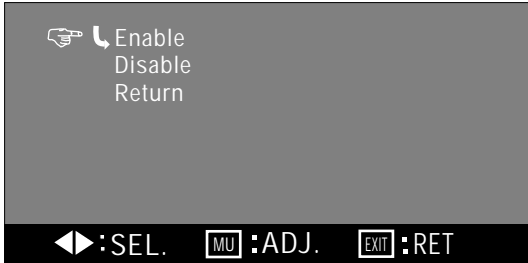 Enable
Disable
Return
:SEL. MU :ADJ. EXIT :RET